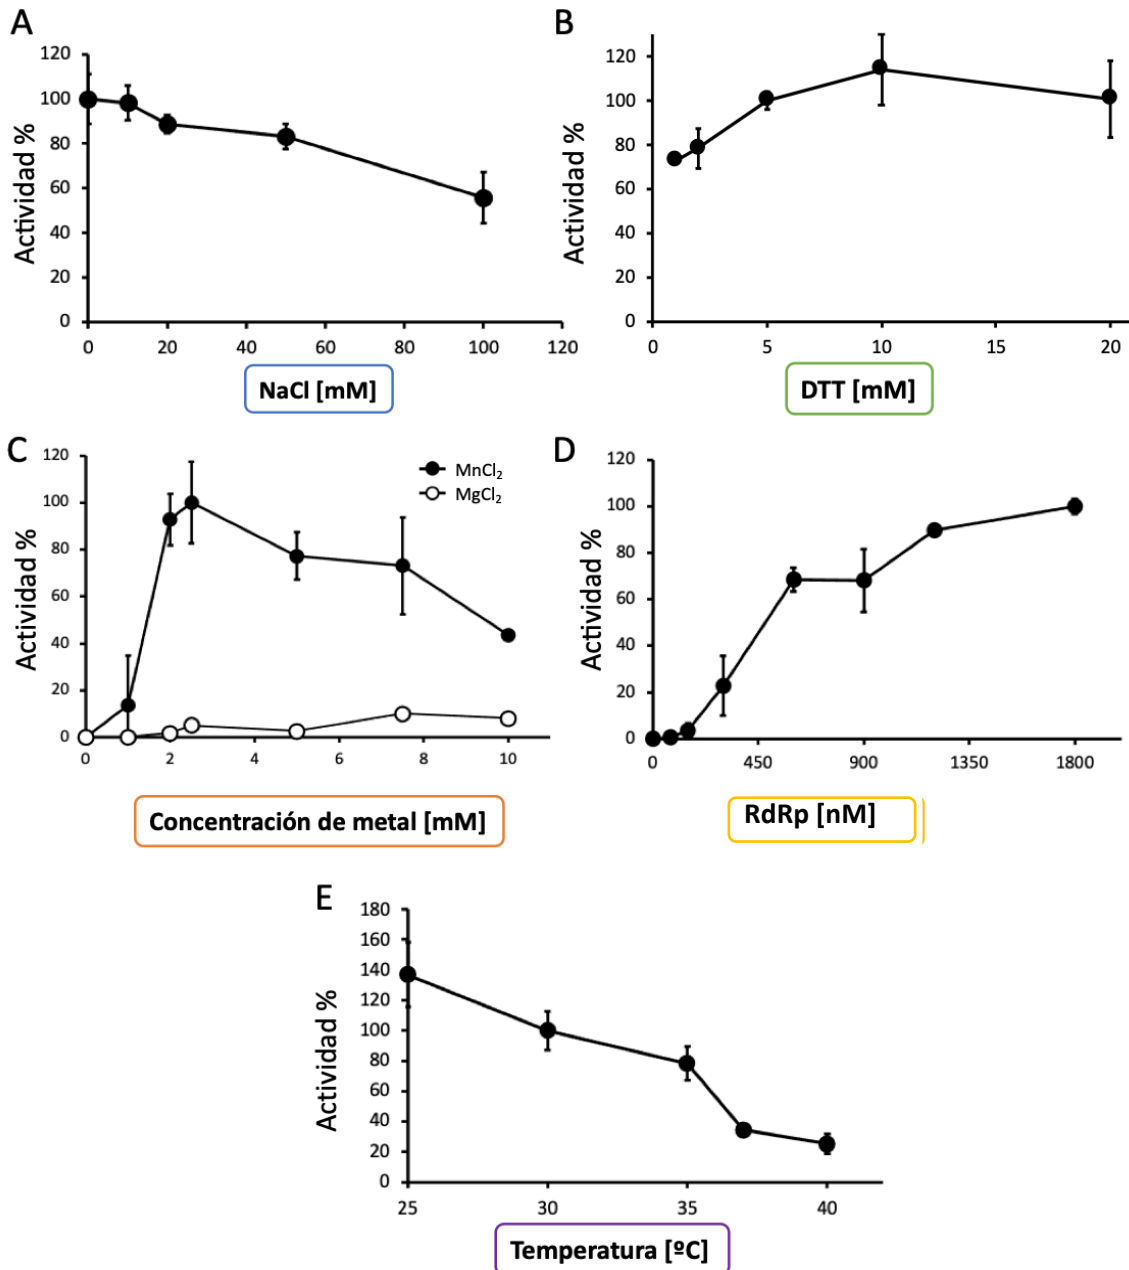 A
120
100
80
60
40
20
0
Actividad %
0 20 40 60 80 100 120
NaCl [mM]
B
120
100
80
60
40
20
0
Actividad %
0 5 10 15 20
DTT [mM]
C
120
100
80
60
40
20
0
Actividad %
MnCl₂
MgCl₂
0 2 4 6 8 10
Concentración de metal [mM]
D
120
100
80
60
40
20
0
Actividad %
0 450 900 1350 1800
RdRp [nM]
E
180
160
140
120
100
80
60
40
20
0
Actividad %
25 30 35 40
Temperatura [ºC]